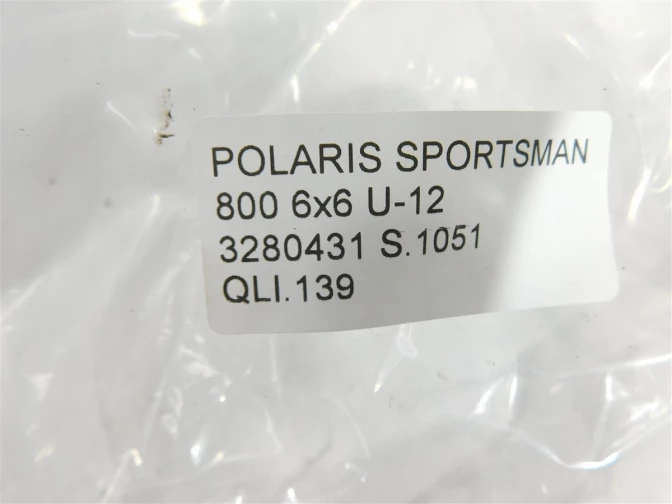 POLARIS SPORTSMAN
800 6x6 U-12
3280431 S.1051
QLI.139